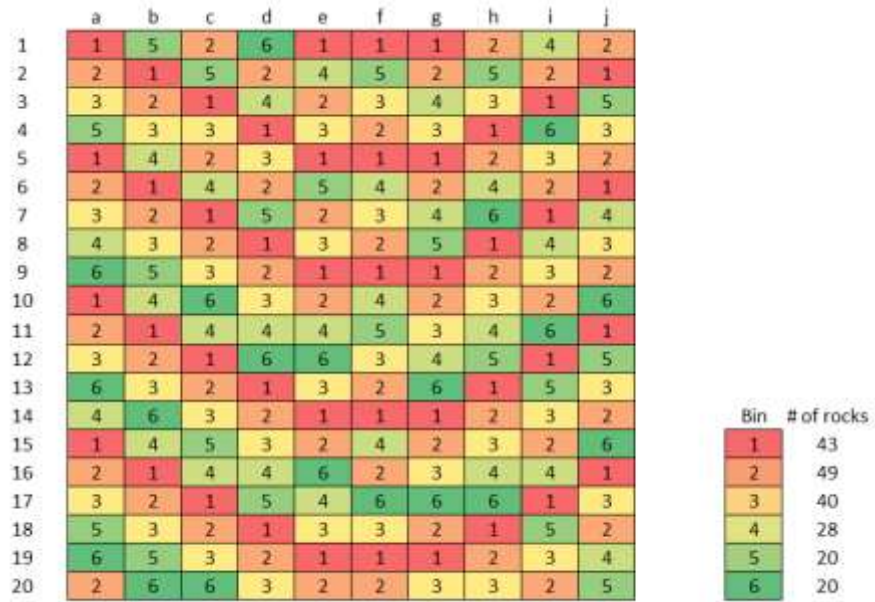 a b c d e f g h i j
1 1 5 2 6 1 1 1 2 4 2
2 2 1 5 2 4 5 2 5 2 1
3 3 2 1 4 2 3 4 3 1 5
4 5 3 3 1 3 2 3 1 6 3
5 1 4 2 3 1 1 1 2 3 2
6 2 1 4 2 5 4 2 4 2 1
7 3 2 1 5 2 3 4 6 1 4
8 4 3 2 1 3 2 5 1 4 3
9 6 5 3 2 1 1 1 2 3 2
10 1 4 6 3 2 4 2 3 2 6
11 2 1 4 4 4 5 3 4 6 1
12 3 2 1 6 6 3 4 5 1 5
13 6 3 2 1 3 2 6 1 5 3
14 4 6 3 2 1 1 1 2 3 2
15 1 4 5 3 2 4 2 3 2 6
16 2 1 4 4 6 2 3 4 4 1
17 3 2 1 5 4 6 6 6 1 3
18 5 3 2 1 3 3 2 1 5 2
19 6 5 3 2 1 1 1 2 3 4
20 2 6 6 3 2 2 3 3 2 5
Bin # of rocks
1 43
2 49
3 40
4 28
5 20
6 20